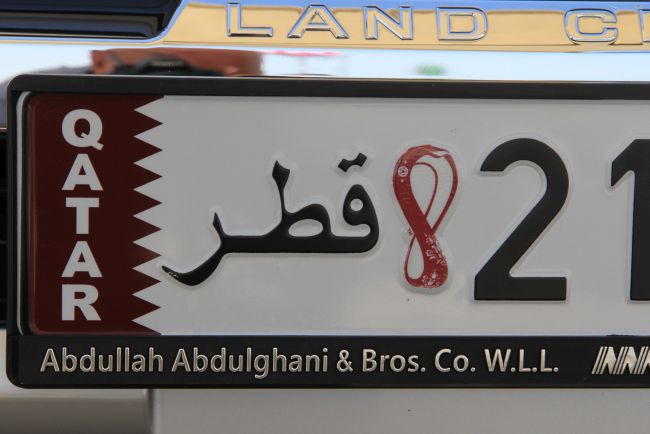 LAND C
QATAR
قطر 21
Abdullah Abdulghani & Bros. Co. W.L.L.